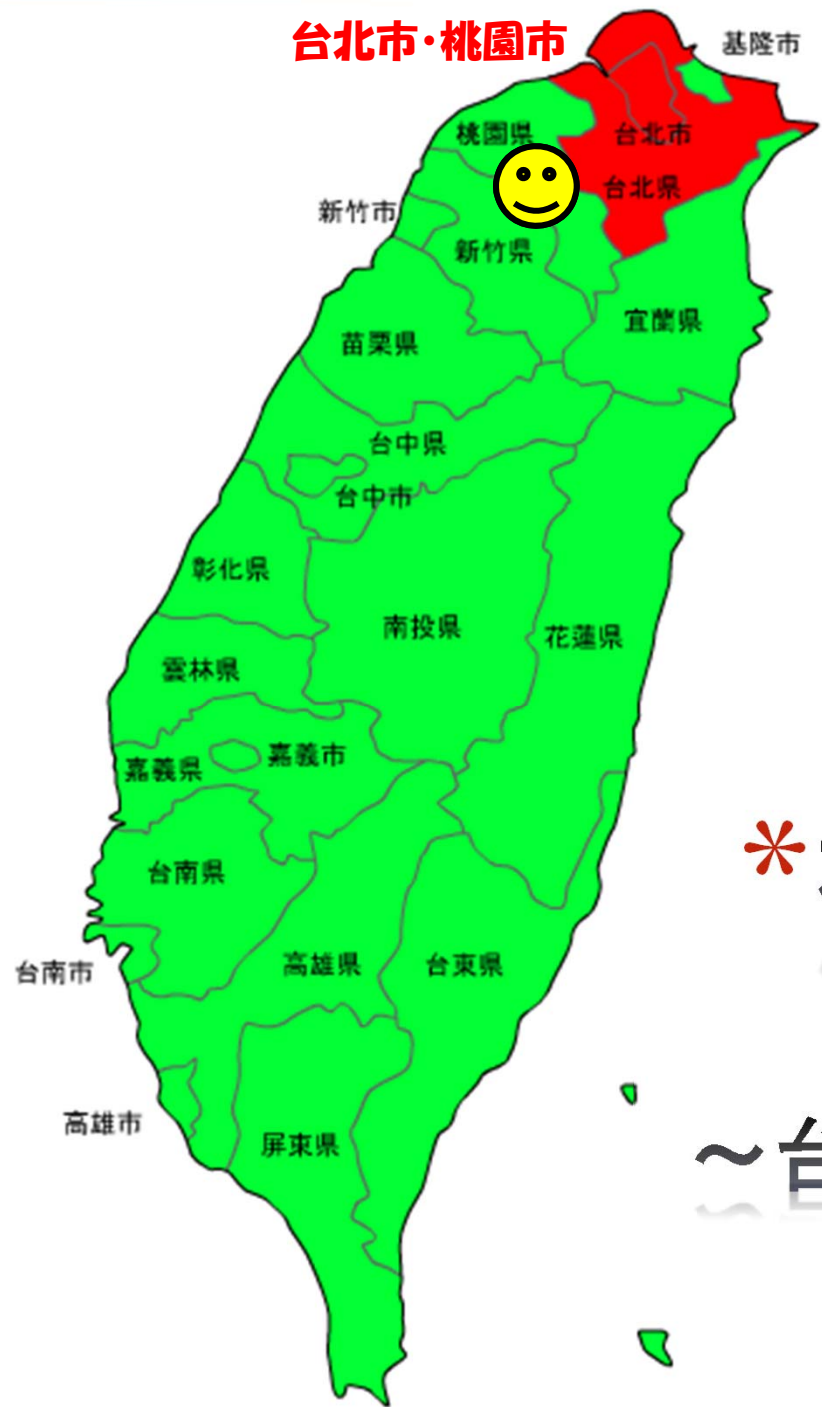 台北市・桃園市
基隆市
桃園県
台北市
台北県
新竹市
新竹県
宜蘭県
苗栗県
台中県
台中市
彰化県
南投県
花蓮県
雲林県
嘉義県
嘉義市
台南県
台南市
高雄県
台東県
高雄市
屏東県
*
~台